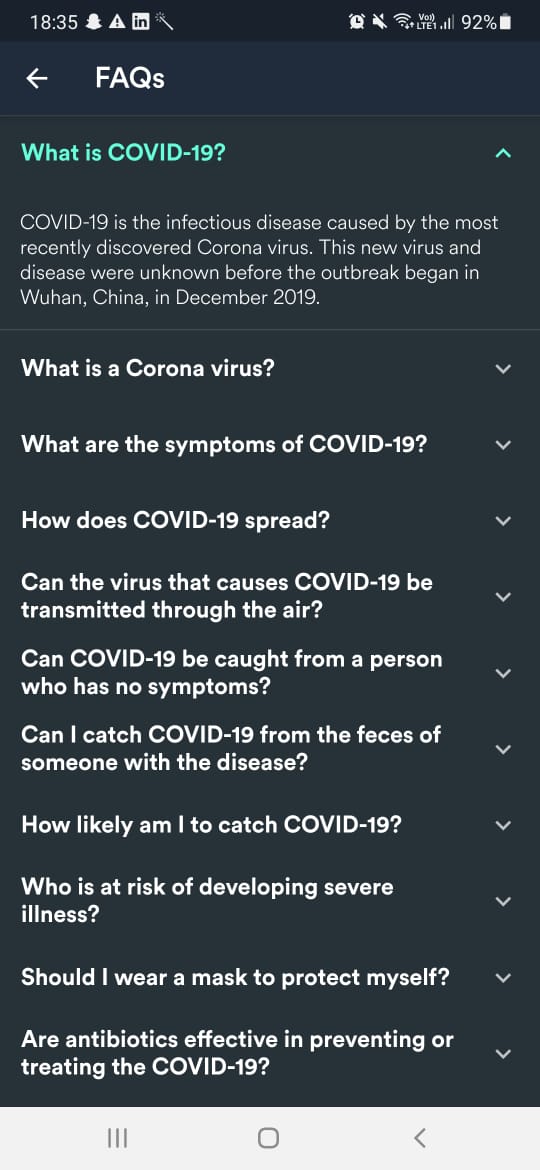 18:35 92%
Vo))
LTE1
FAQs
What is COVID-19?
COVID-19 is the infectious disease caused by the most
recently discovered Corona virus. This new virus and
disease were unknown before the outbreak began in
Wuhan, China, in December 2019.
What is a Corona virus?
What are the symptoms of COVID-19?
How does COVID-19 spread?
Can the virus that causes COVID-19 be
transmitted through the air?
Can COVID-19 be caught from a person
who has no symptoms?
Can I catch COVID-19 from the feces of
someone with the disease?
How likely am I to catch COVID-19?
Who is at risk of developing severe
illness?
Should I wear a mask to protect myself?
Are antibiotics effective in preventing or
treating the COVID-19?